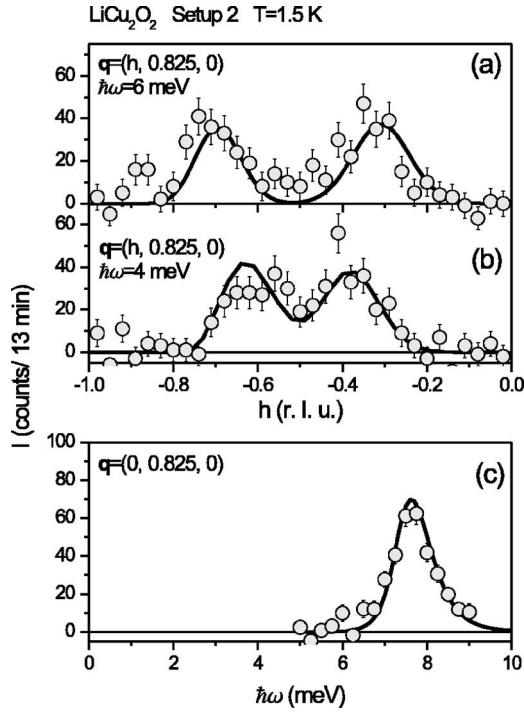 LiCu₂O₂ Setup 2 T=1.5 K
60
40
20
0
q=(h, 0.825, 0)
ħω=6 meV
(a)
60
40
20
0
q=(h, 0.825, 0)
ħω=4 meV
(b)
-1.0 -0.8 -0.6 -0.4 -0.2 0.0
h (r. l. u.)
I (counts/ 13 min)
100
80
60
40
20
0
q=(0, 0.825, 0)
(c)
0 2 4 6 8 10
ħω (meV)